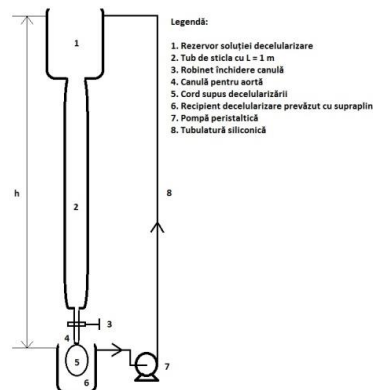 Legendă:
1. Rezervor soluției decelularizare
2. Tub de sticla cu L = 1 m
3. Robinet închidere canulă
4. Canulă pentru aortă
5. Cord supus decelularizării
6. Recipient decelularizare prevăzut cu supraplin
7. Pompă peristaltică
8. Tubulatură siliconică
1
h
2
8
3
4
5
6
7